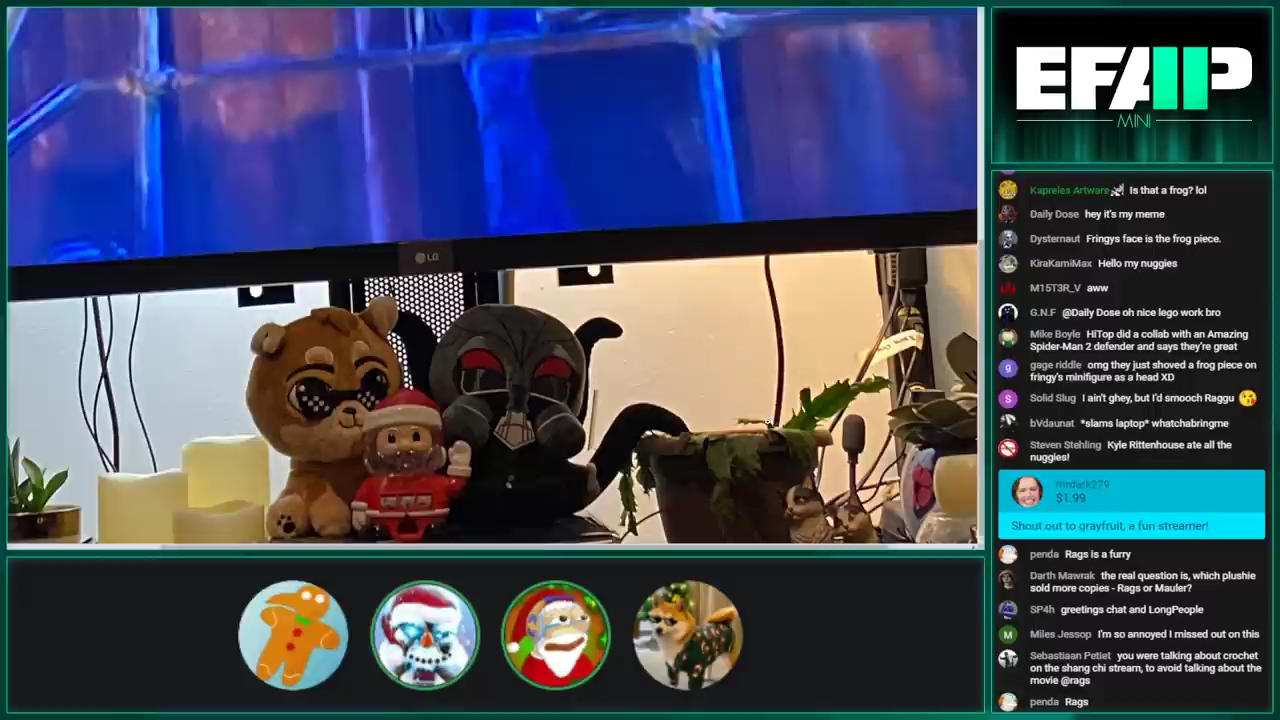 LG
EFAP
MINI
Kapreles Artware Is that a frog? lol
Daily Dose hey it's my meme
Dysternaut Fringys face is the frog piece.
KiraKamiMax Hello my nuggies
M15T3R_V aww
G.N.F @Daily Dose oh nice lego work bro
Mike Boyle HiTop did a collab with an Amazing
Spider-Man 2 defender and says they're great
gage riddle omg they just shoved a frog piece on
fringy's minifigure as a head XD
Solid Slug I ain't ghey, but I'd smooch Raggu
bVdaunat *slams laptop* whatchabringme
Steven Stehling Kyle Rittenhouse ate all the
nuggies!
mrdark279
$1.99
Shout out to grayfruit, a fun streamer!
penda Rags is a furry
Darth Mawrak the real question is, which plushie
sold more copies - Rags or Mauler?
SP4h greetings chat and LongPeople
Miles Jessop I'm so annoyed I missed out on this
Sebastiaan Petiet you were talking about crochet
on the shang chi stream, to avoid talking about the
movie @rags
penda Rags